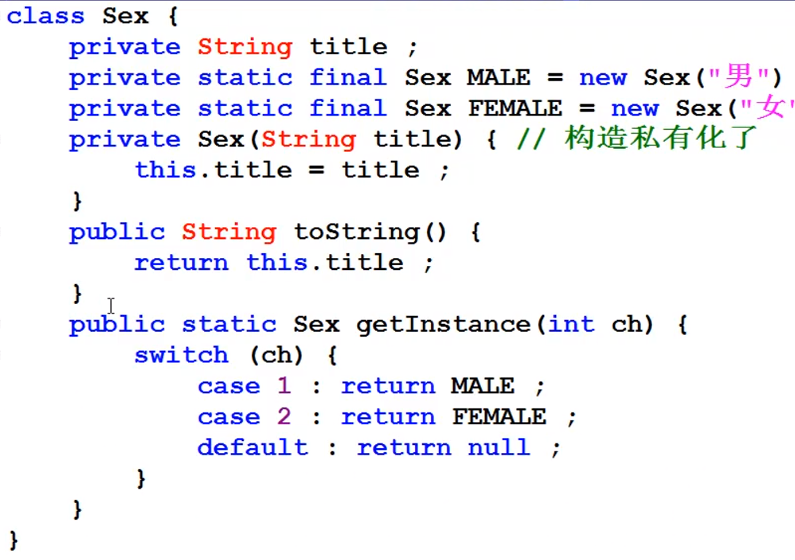 class Sex {
    private String title ;
    private static final Sex MALE = new Sex("男")
    private static final Sex FEMALE = new Sex("女"
    private Sex(String title) { // 构造私有化了
        this.title = title ;
    }
    public String toString() {
        return this.title ;
    }
    public static Sex getInstance(int ch) {
        switch (ch) {
            case 1 : return MALE ;
            case 2 : return FEMALE ;
            default : return null ;
        }
    }
}